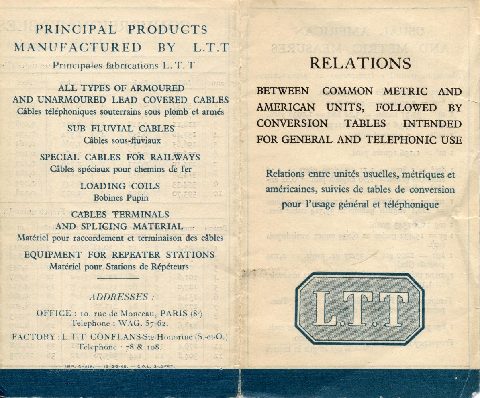 PRINCIPAL PRODUCTS
MANUFACTURED BY L.T.T
Principales fabrications L. T. T
ALL TYPES OF ARMOURED
AND UNARMOURED LEAD COVERED CABLES
Câbles téléphoniques souterrains sous plomb et armés
SUB FLUVIAL CABLES
Câbles sous-fluviaux
SPECIAL CABLES FOR RAILWAYS
Câbles spéciaux pour chemins de fer
LOADING COILS
Bobines Pupin
CABLES TERMINALS
AND SPLICING MATERIAL
Matériel pour raccordement et terminaison des câbles
EQUIPMENT FOR REPEATER STATIONS
Matériel pour Stations de Répéteurs
ADDRESSES :
OFFICE : 10, rue de Monceau, PARIS (8e)
Telephone : WAG. 57-62.
FACTORY : L.T.T CONFLANS-Ste Honorine (S.-et-O.)
Telephone : 78 & 108.
RELATIONS
BETWEEN COMMON METRIC AND
AMERICAN UNITS, FOLLOWED BY
CONVERSION TABLES INTENDED
FOR GENERAL AND TELEPHONIC USE
Relations entre unités usuelles, métriques et
américaines, suivies de tables de conversion
pour l'usage général et téléphonique
L.T.T